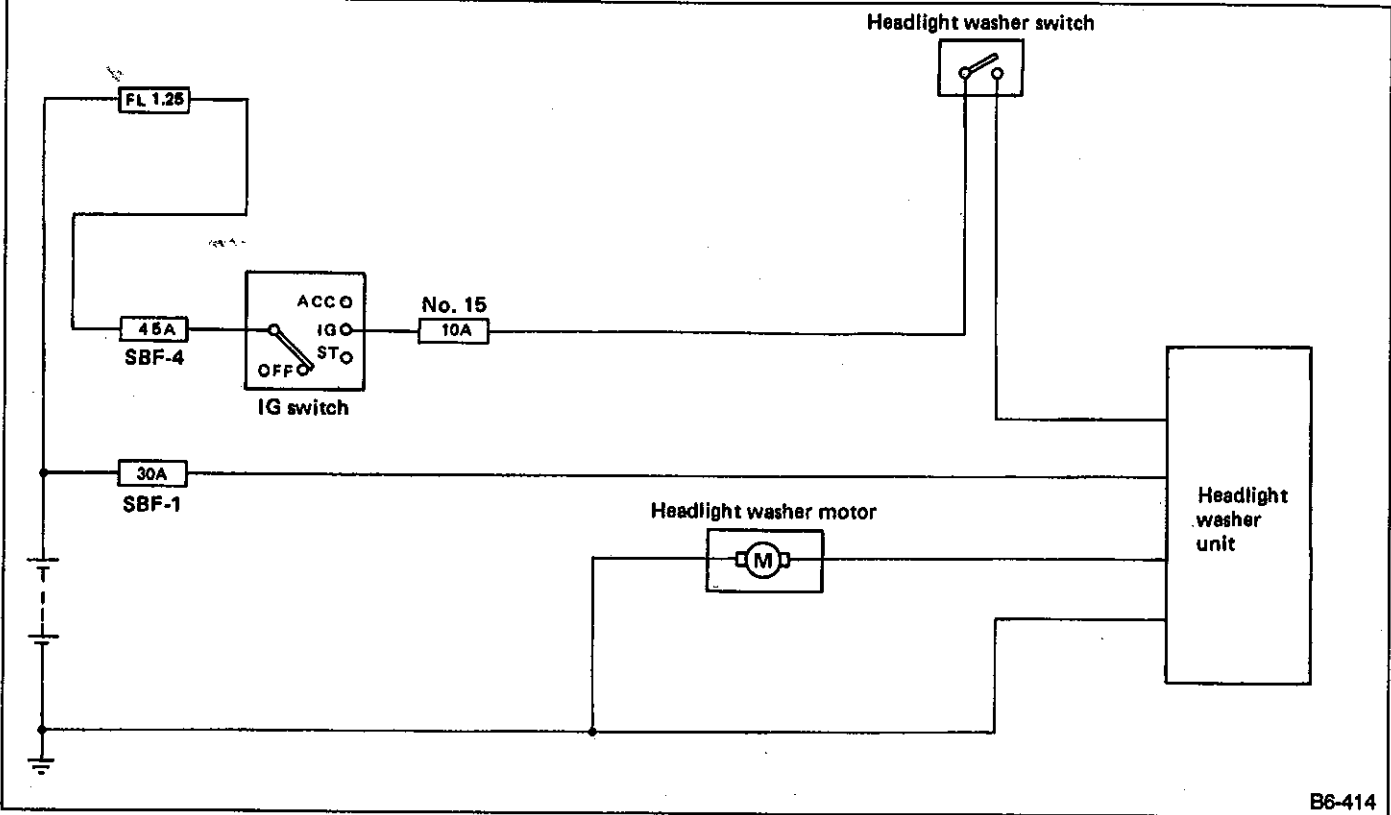 Headlight washer switch
FL 1.25
ACC
IG
ST
OFF
45A
SBF-4
IG switch
No. 15
10A
30A
SBF-1
Headlight washer motor
M
Headlight
washer
unit
B6-414